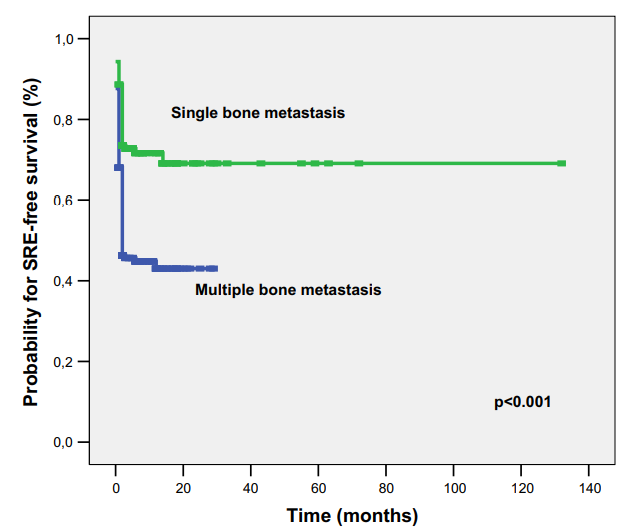 Probability for SRE-free survival (%)
1,0
0,8
0,6
0,4
0,2
0,0
Single bone metastasis
Multiple bone metastasis
p<0.001
0 20 40 60 80 100 120 140
Time (months)